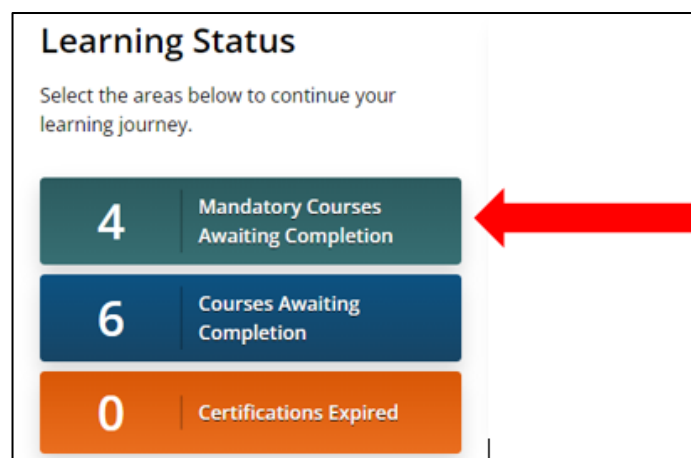 Learning Status
Select the areas below to continue your
learning journey.
4
Mandatory Courses
Awaiting Completion
6
Courses Awaiting
Completion
0
Certifications Expired